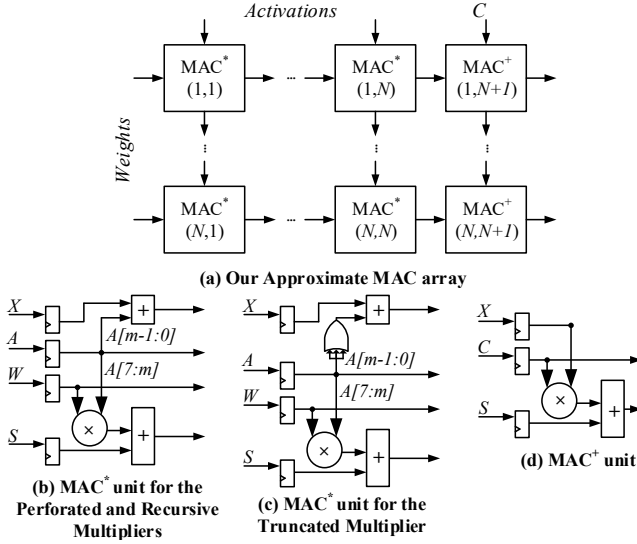 Activations C
MAC* ... MAC* MAC+
(1,1) (1,N) (1,N+1)
... ... ...
Weights
MAC* ... MAC* MAC+
(N,1) (N,N) (N,N+1)
(a) Our Approximate MAC array
X
+
A[m-1:0]
A
A[7:m]
W
×
+
S
(b) MAC* unit for the
Perforated and Recursive
Multipliers
X
+
A[m-1:0]
A
A[7:m]
W
×
+
S
(c) MAC* unit for the
Truncated Multiplier
X
C
×
+
S
(d) MAC+ unit